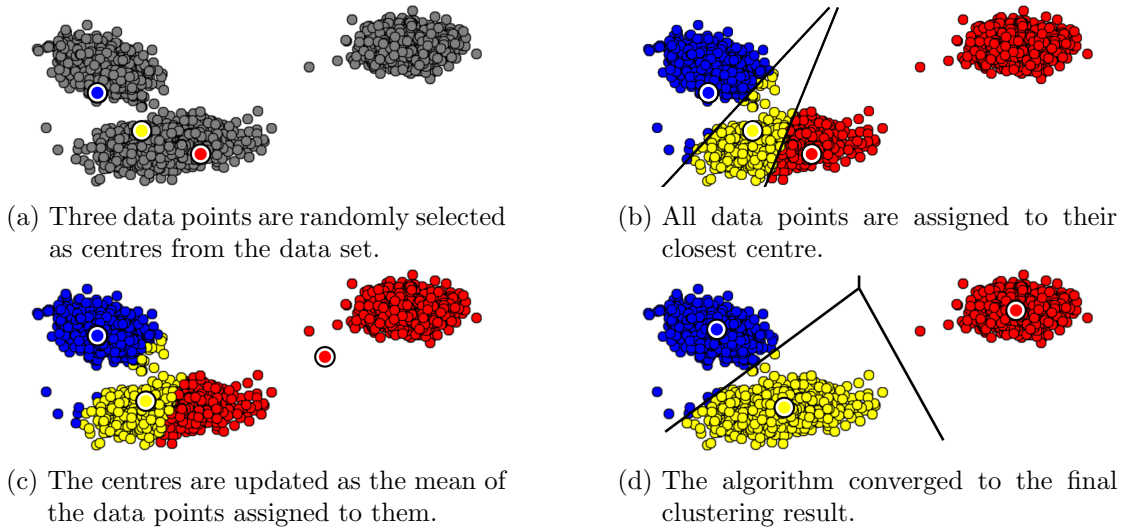 (a) Three data points are randomly selected
as centres from the data set.
(b) All data points are assigned to their
closest centre.
(c) The centres are updated as the mean of
the data points assigned to them.
(d) The algorithm converged to the final
clustering result.